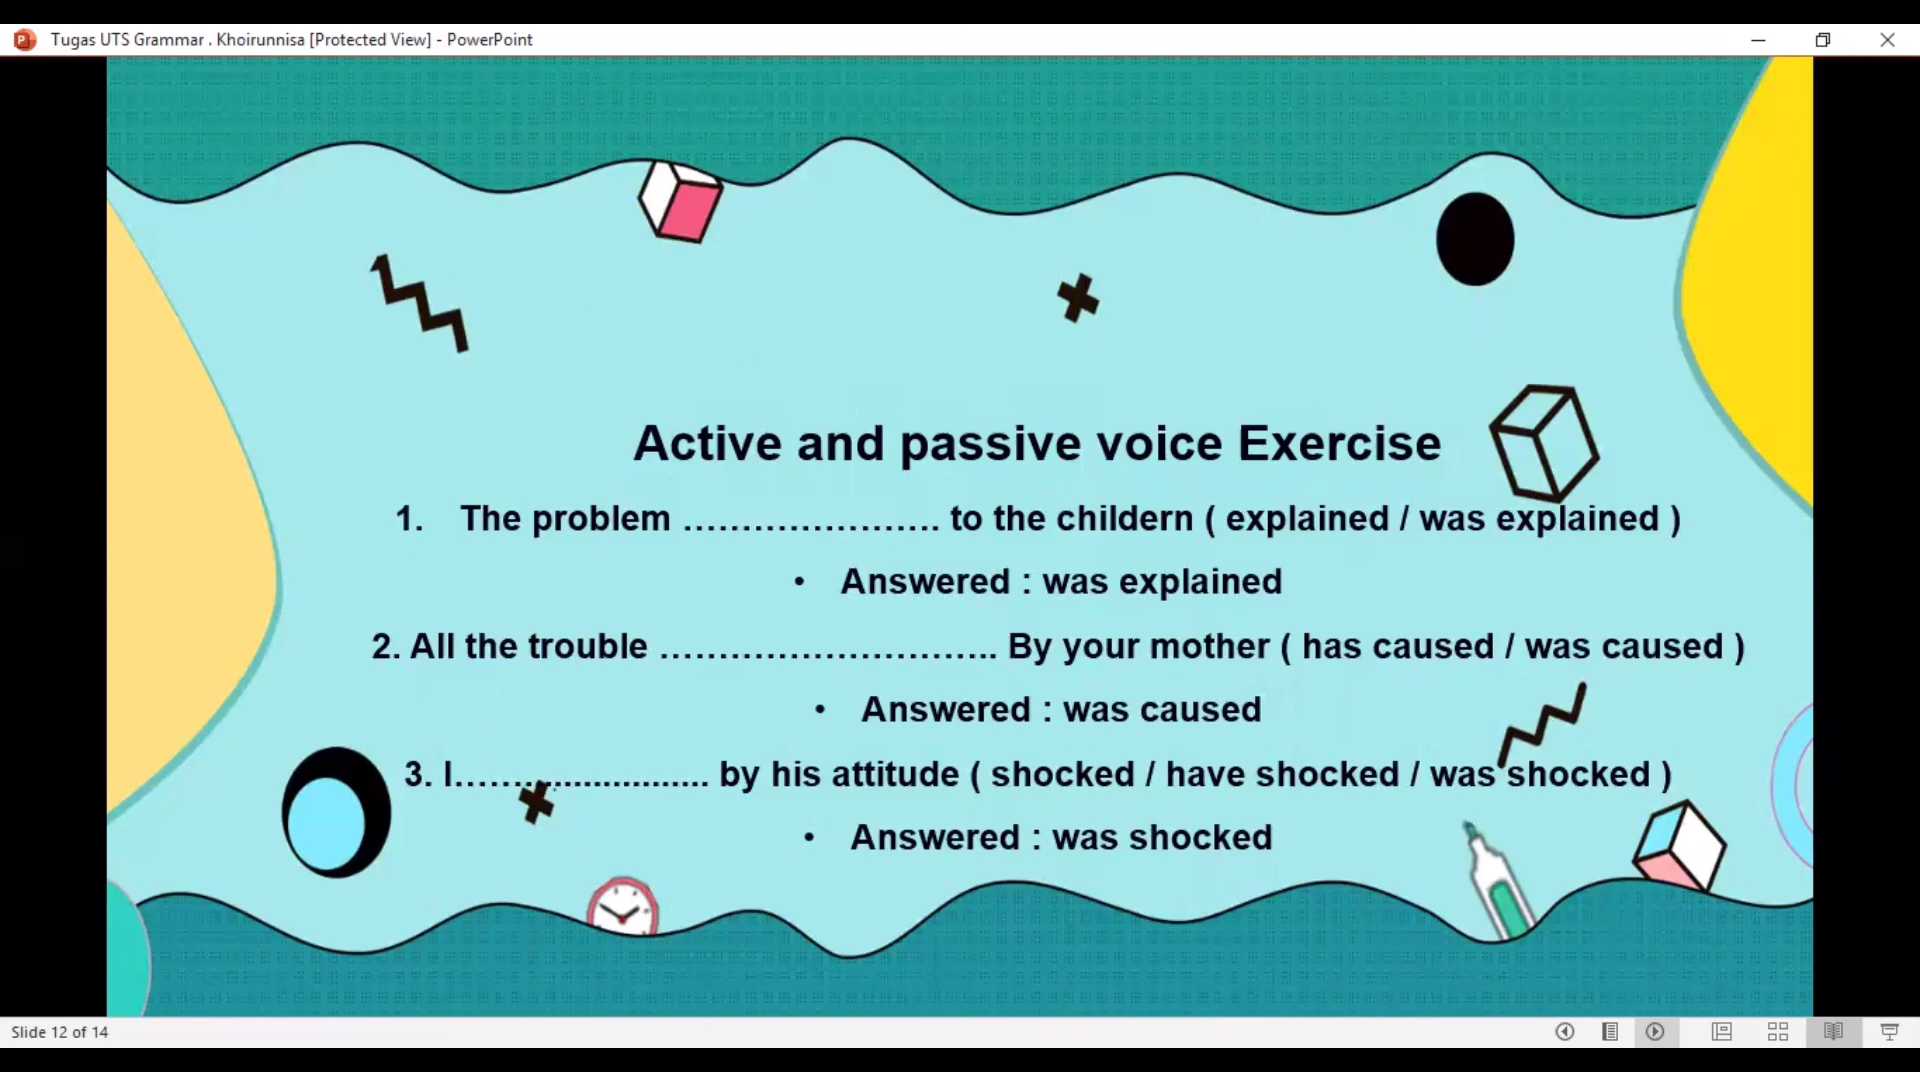 Tugas UTS Grammar . Khoirunnisa [Protected View] - PowerPoint
Active and passive voice Exercise
1. The problem …………………. to the childern ( explained / was explained )
• Answered : was explained
2. All the trouble ……………………….. By your mother ( has caused / was caused )
• Answered : was caused
3. I……...................... by his attitude ( shocked / have shocked / was shocked )
• Answered : was shocked
Slide 12 of 14